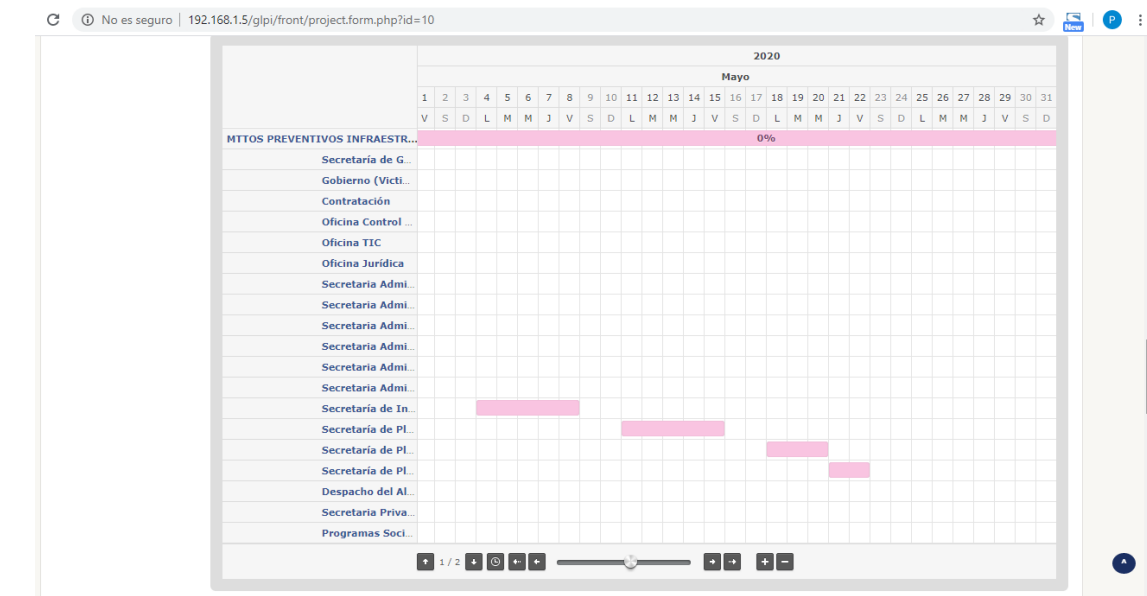 No es seguro | 192.168.1.5/glpi/front/project.form.php?id=10
New
P
2020
Mayo
1 2 3 4 5 6 7 8 9 10 11 12 13 14 15 16 17 18 19 20 21 22 23 24 25 26 27 28 29 30 31
V S D L M M J V S D L M M J V S D L M M J V S D L M M J V S D
MTTOS PREVENTIVOS INFRAESTR... 0%
Secretaría de G...
Gobierno (Victi...
Contratación
Oficina Control ...
Oficina TIC
Oficina Jurídica
Secretaria Admi...
Secretaria Admi...
Secretaria Admi...
Secretaria Admi...
Secretaria Admi...
Secretaria Admi...
Secretaría de In...
Secretaría de Pl...
Secretaría de Pl...
Secretaría de Pl...
Despacho del Al...
Secretaria Priva...
Programas Soci...
1 / 2